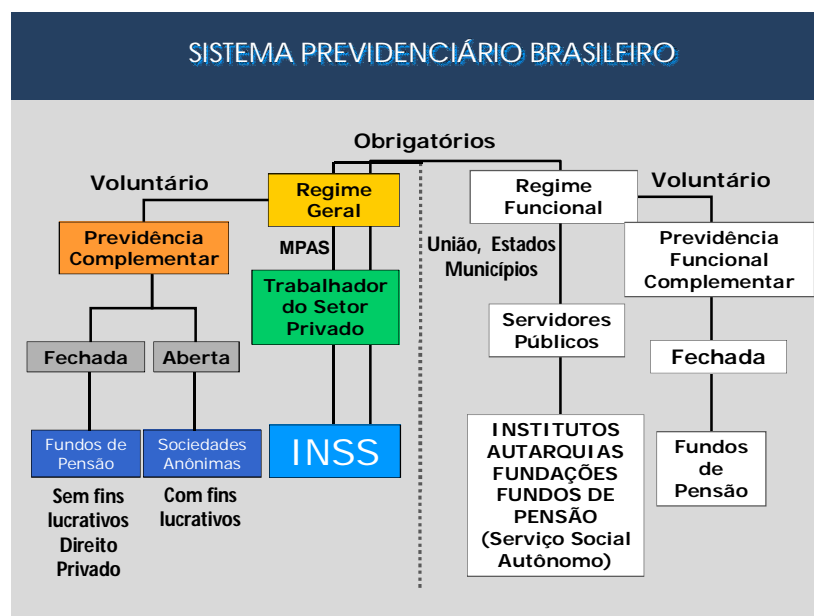 SISTEMA PREVIDENCIÁRIO BRASILEIRO
Obrigatórios
Voluntário
Regime
Geral
Regime
Funcional
Voluntário
Previdência
Complementar
MPAS
União, Estados
Municípios
Previdência
Funcional
Complementar
Trabalhador
do Setor
Privado
Servidores
Públicos
Fechada
Aberta
Fechada
Fundos de
Pensão
Sociedades
Anônimas
INSS
INSTITUTOS
AUTARQUIAS
FUNDAÇÕES
FUNDOS DE
PENSÃO
(Serviço Social
Autônomo)
Fundos
de
Pensão
Sem fins
lucrativos
Direito
Privado
Com fins
lucrativos